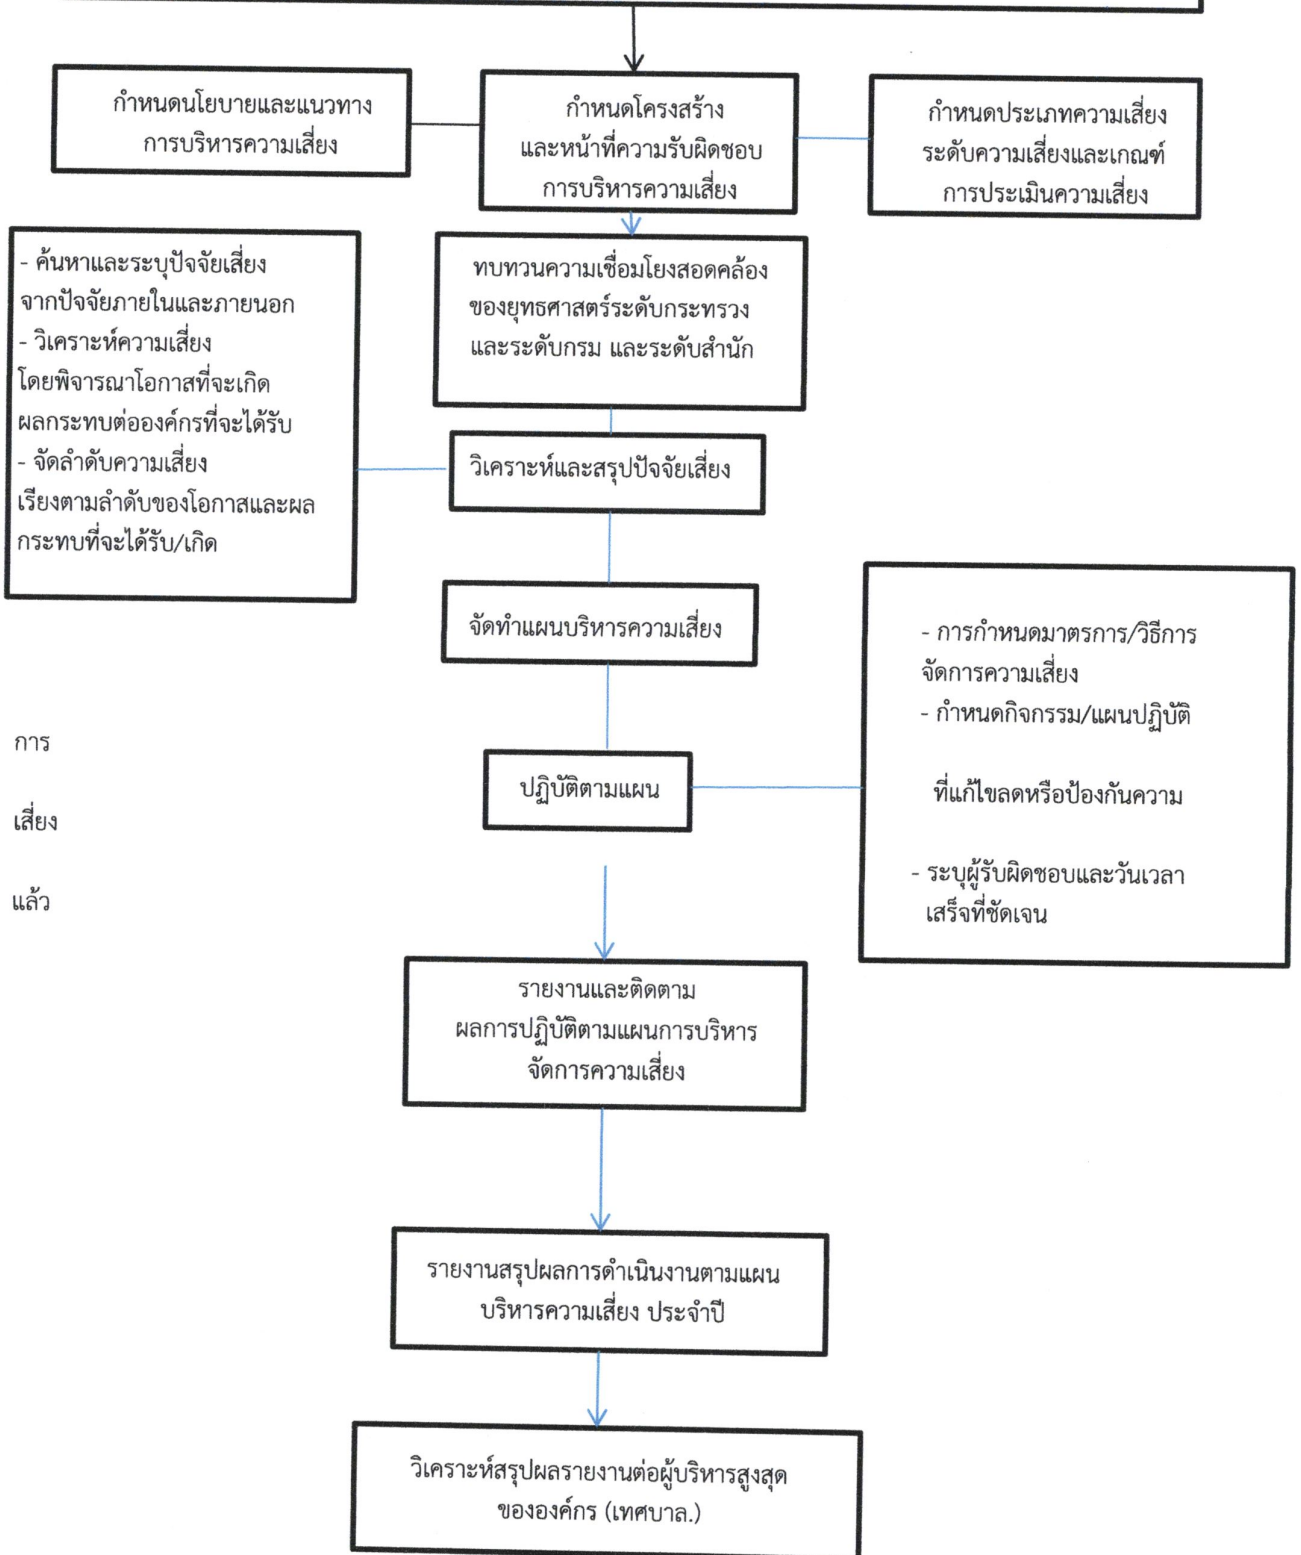 กำหนดนโยบายและแนวทาง
การบริหารความเสี่ยง
กำหนดโครงสร้าง
และหน้าที่ความรับผิดชอบ
การบริหารความเสี่ยง
กำหนดประเภทความเสี่ยง
ระดับความเสี่ยงและเกณฑ์
การประเมินความเสี่ยง
- ค้นหาและระบุปัจจัยเสี่ยง
จากปัจจัยภายในและภายนอก
- วิเคราะห์ความเสี่ยง
โดยพิจารณาโอกาสที่จะเกิด
ผลกระทบต่อองค์กรที่จะได้รับ
- จัดลำดับความเสี่ยง
เรียงตามลำดับของโอกาสและผล
กระทบที่จะได้รับ/เกิด
ทบทวนความเชื่อมโยงสอดคล้อง
ของยุทธศาสตร์ระดับกระทรวง
และระดับกรม และระดับสำนัก
วิเคราะห์และสรุปปัจจัยเสี่ยง
จัดทำแผนบริหารความเสี่ยง
- การกำหนดมาตรการ/วิธีการ
จัดการความเสี่ยง
- กำหนดกิจกรรม/แผนปฏิบัติ
การ
ปฏิบัติตามแผน
ที่แก้ไขลดหรือป้องกันความ
เสี่ยง
- ระบุผู้รับผิดชอบและวันเวลา
แล้ว
เสร็จที่ชัดเจน
รายงานและติดตาม
ผลการปฏิบัติตามแผนการบริหาร
จัดการความเสี่ยง
รายงานสรุปผลการดำเนินงานตามแผน
บริหารความเสี่ยง ประจำปี
วิเคราะห์สรุปผลรายงานต่อผู้บริหารสูงสุด
ขององค์กร (เทศบาล.)